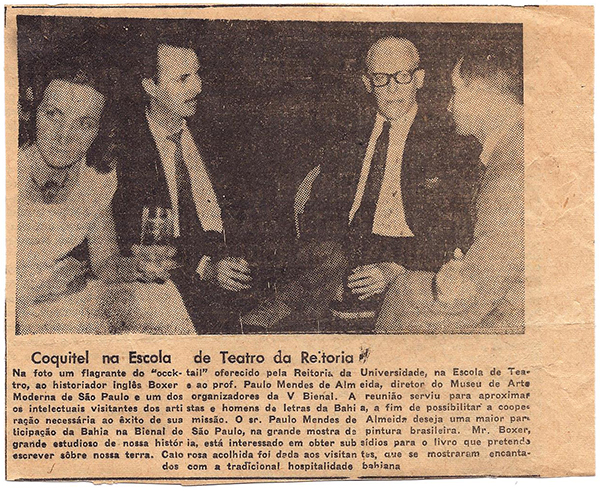 Coquitel na Escola de Teatro da Reitoria
Na foto um flagrante do "occk-tail" oferecido pela Reitoria da Universidade, na Escola de Tea-
tro, ao historiador inglês Boxer e ao prof. Paulo Mendes de Almeida, diretor do Museu de Arte
Moderna de São Paulo e um dos organizadores da V Bienal. A reunião serviu para aproximar
os intelectuais visitantes dos artistas e homens de letras da Bahia, a fim de possibilitar a coope-
ração necessária ao êxito de sua missão. O sr. Paulo Mendes de Almeida deseja uma maior par-
ticipação da Bahia na Bienal de São Paulo, na grande mostra da pintura brasileira. Mr. Boxer,
grande estudioso de nossa história, está interessado em obter subsídios para o livro que pretende
escrever sôbre nossa terra. Calorosa acolhida foi dada aos visitantes, que se mostraram encanta-
dos com a tradicional hospitalidade bahiana